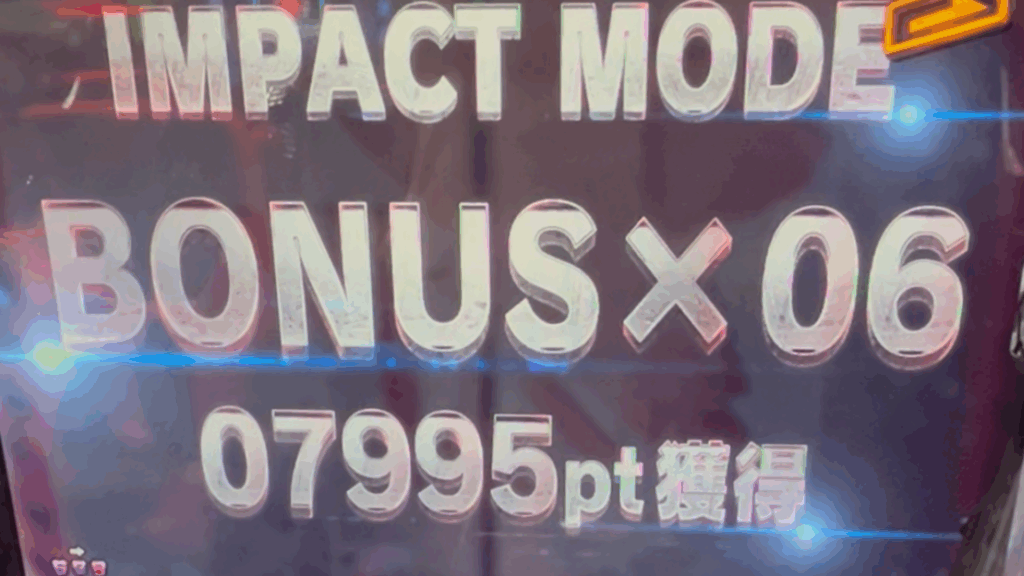 IMPACT MODE
BONUS×06
07995pt獲得